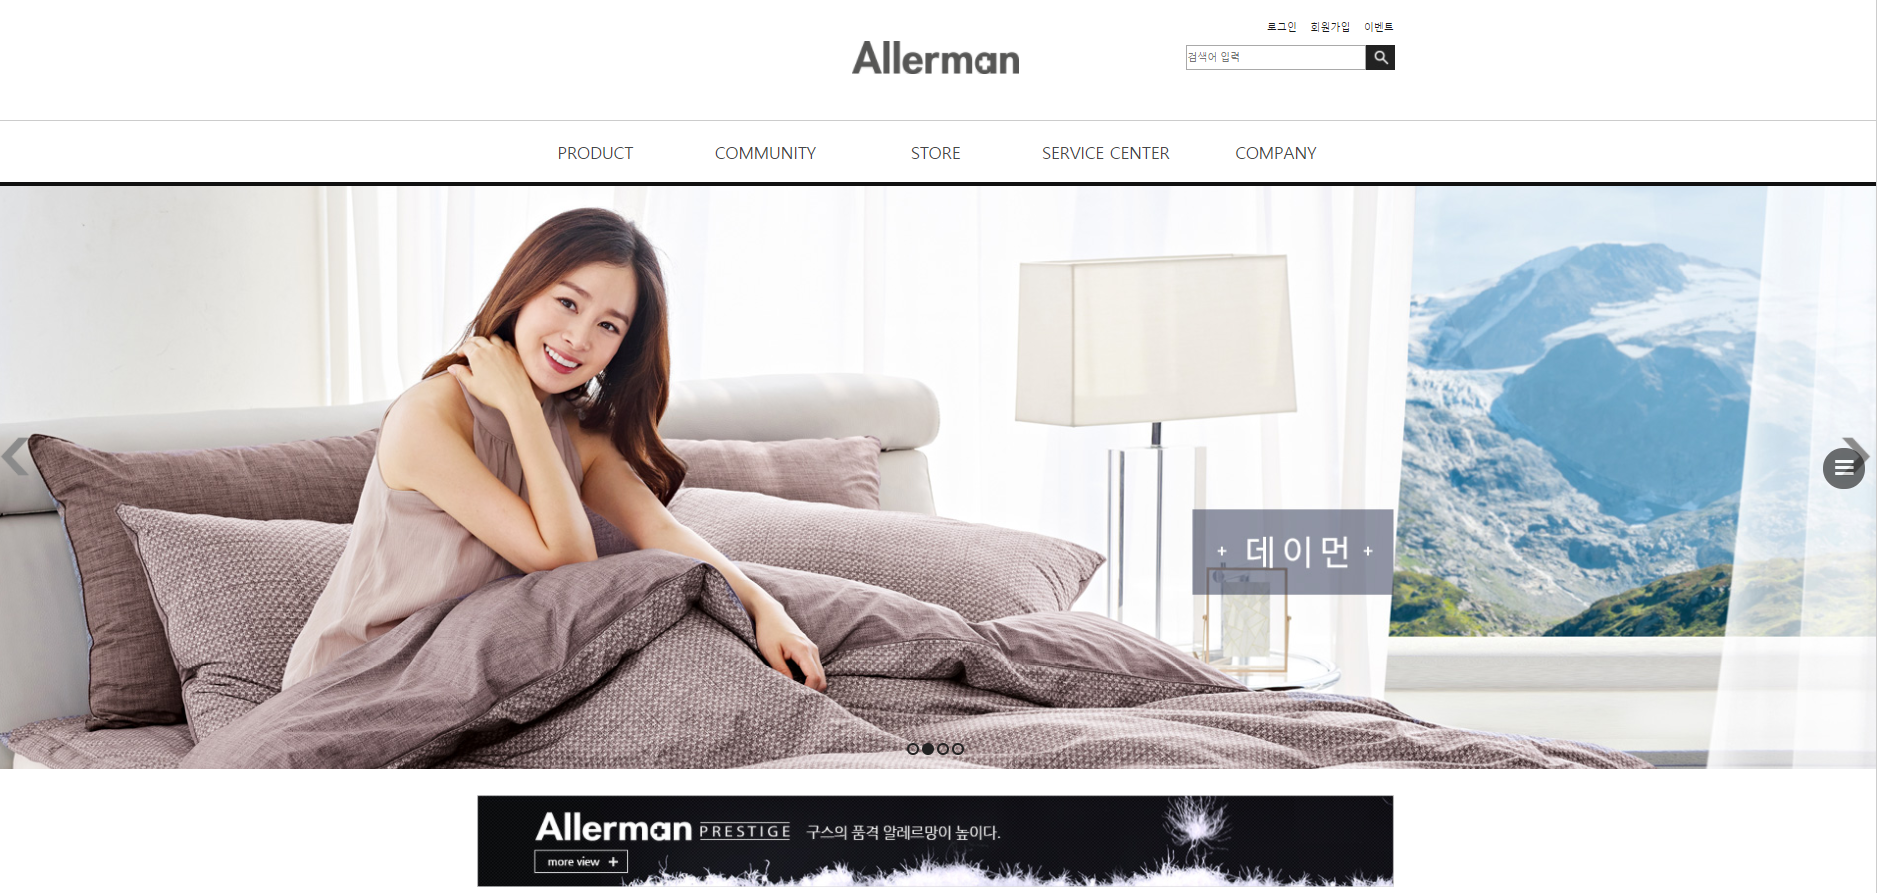 로그인 회원가입 이벤트
Allerman
검색어 입력
PRODUCT COMMUNITY STORE SERVICE CENTER COMPANY
+ 데이먼 +
Allerman PRESTIGE 구스의 품격 알레르망이 높이다.
more view +